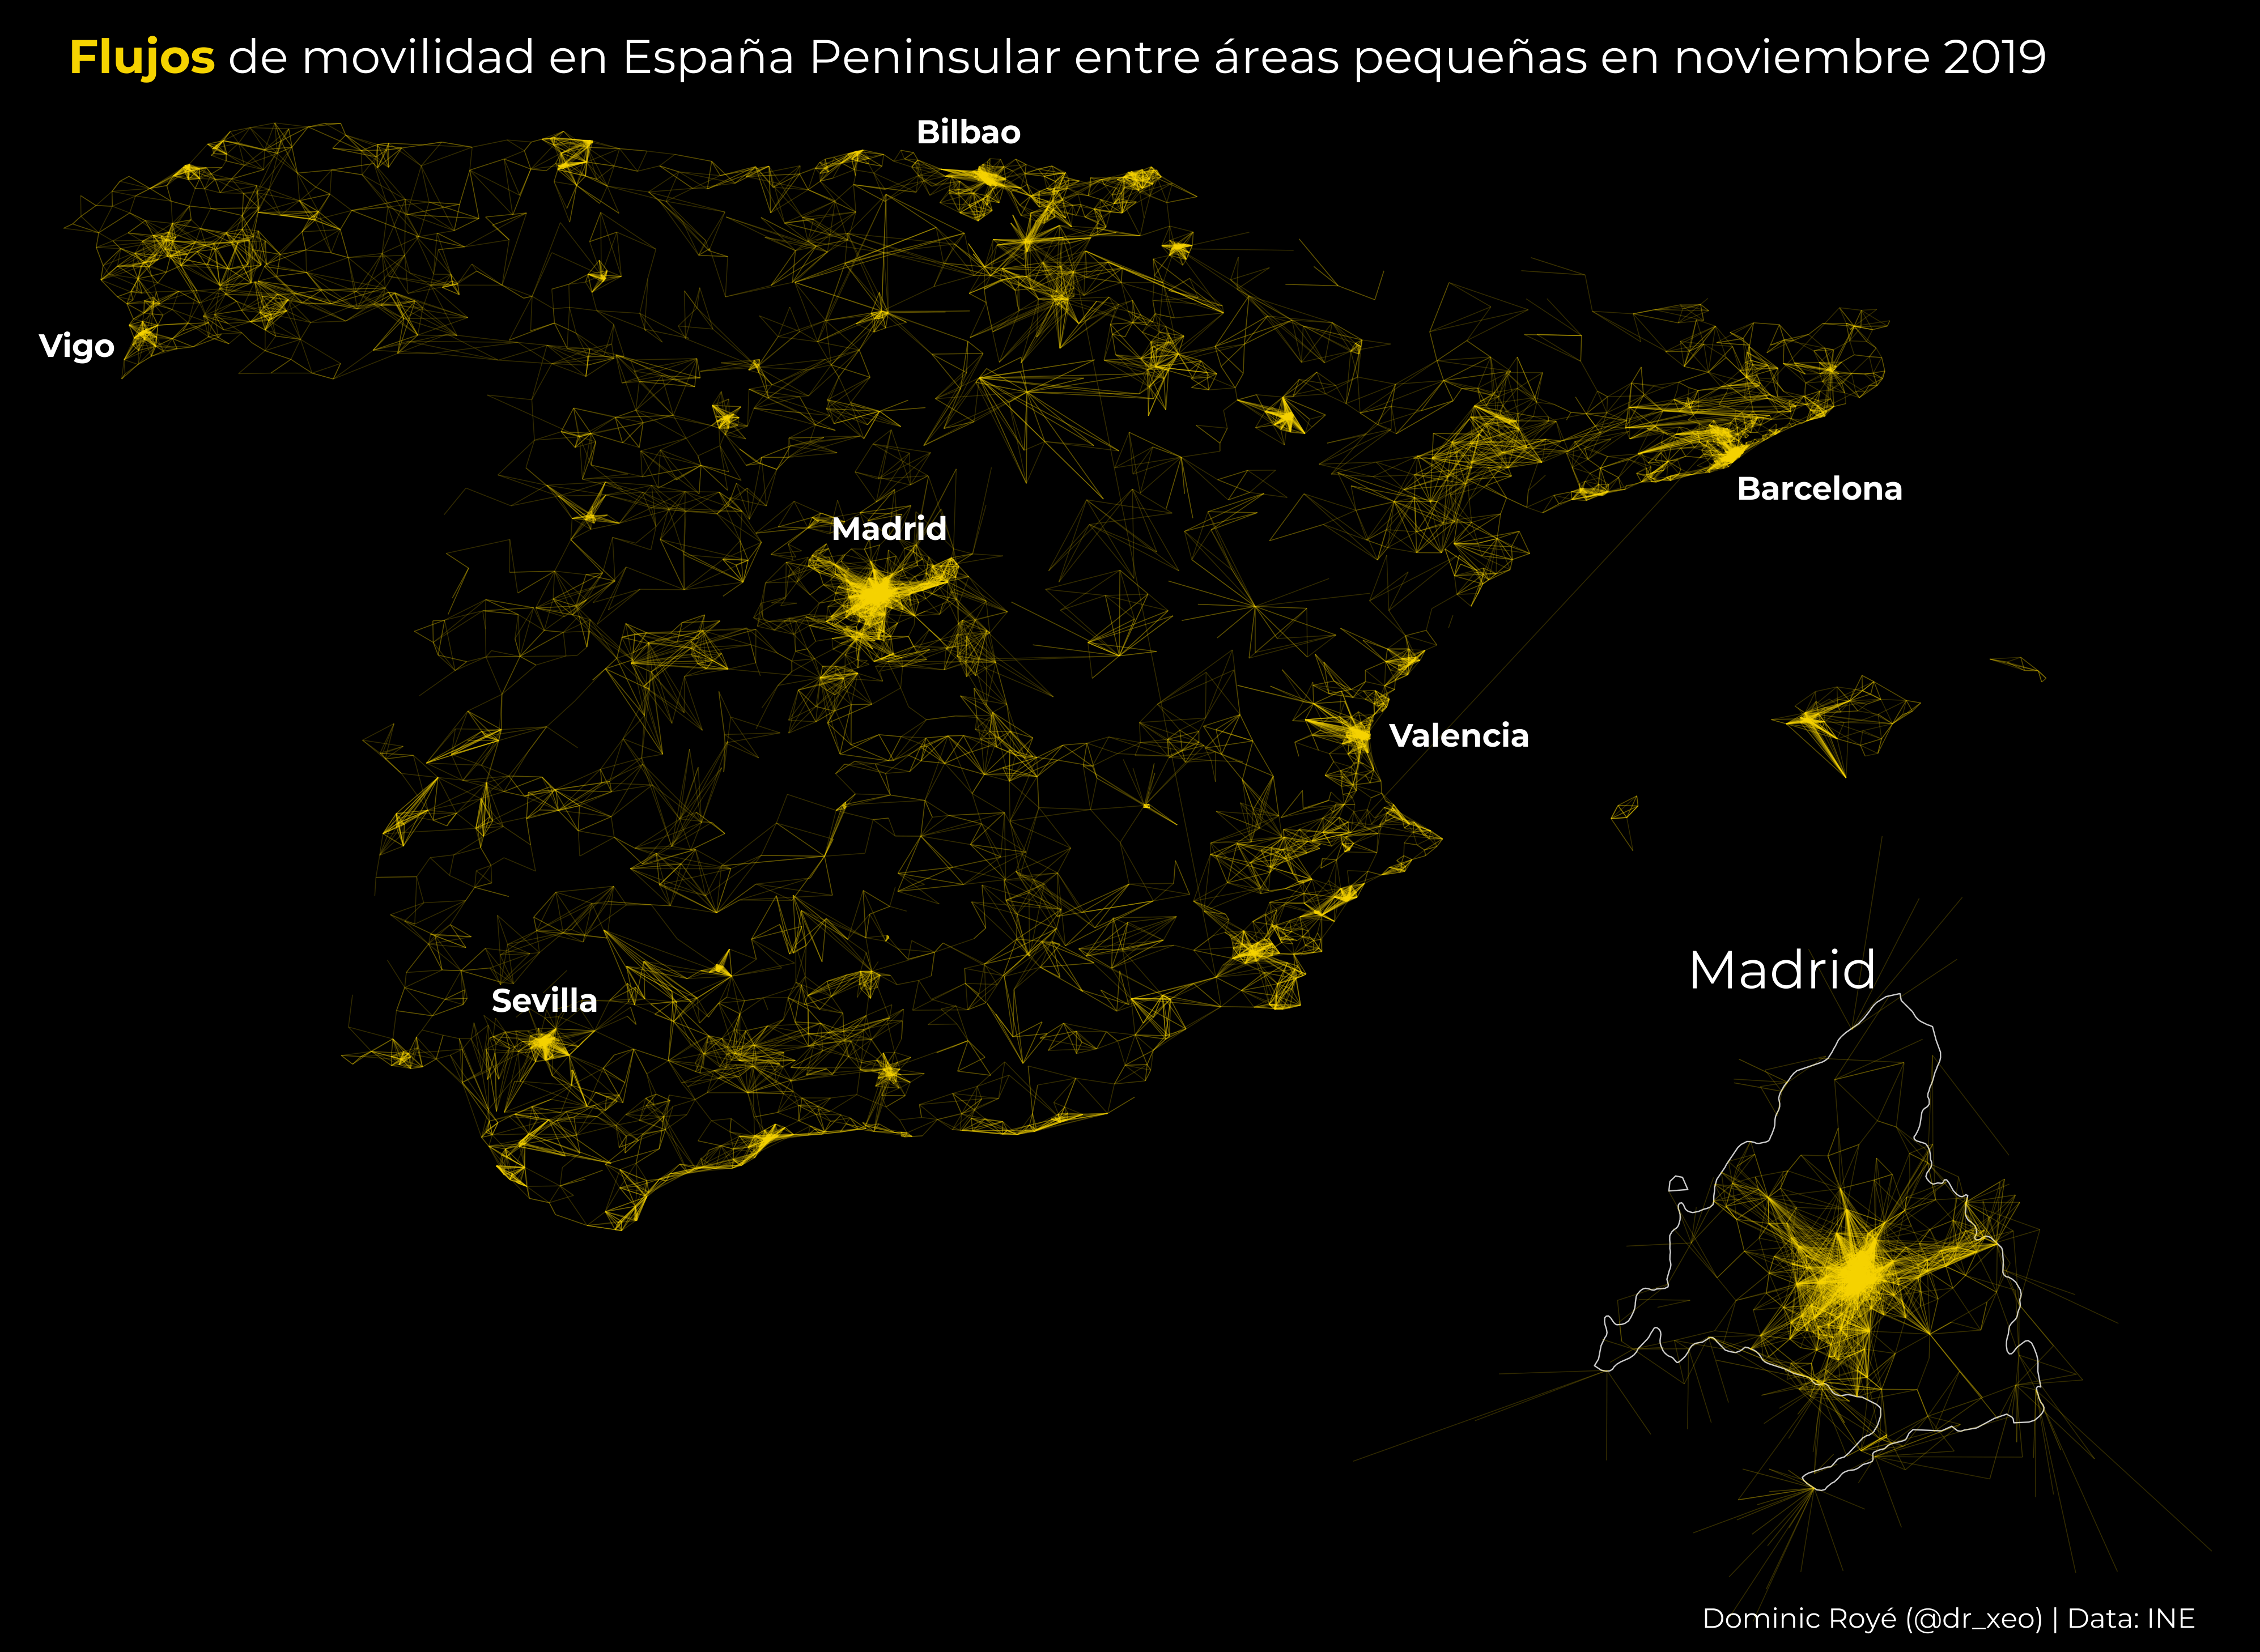 Flujos de movilidad en España Peninsular entre áreas pequeñas en noviembre 2019
Bilbao
Vigo
Barcelona
Madrid
Valencia
Madrid
Sevilla
Dominic Royé (@dr_xeo) | Data: INE